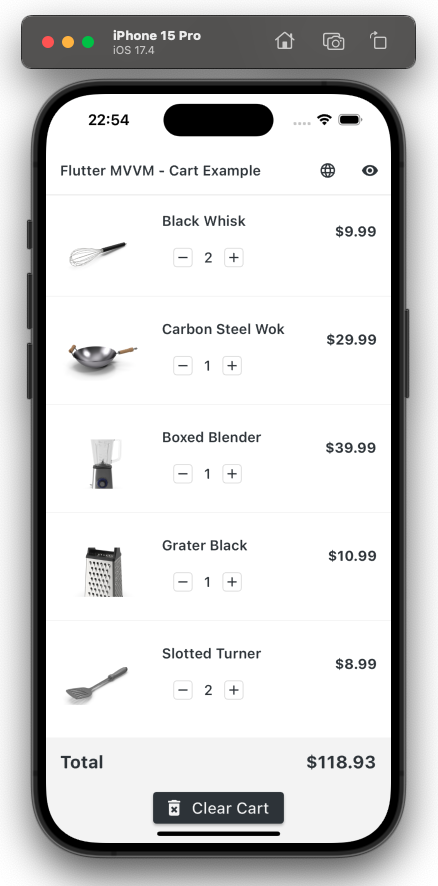 iPhone 15 Pro
iOS 17.4
22:54
Flutter MVVM - Cart Example
Black Whisk
$9.99
2
Carbon Steel Wok
$29.99
1
Boxed Blender
$39.99
1
Grater Black
$10.99
1
Slotted Turner
$8.99
2
Total $118.93
Clear Cart